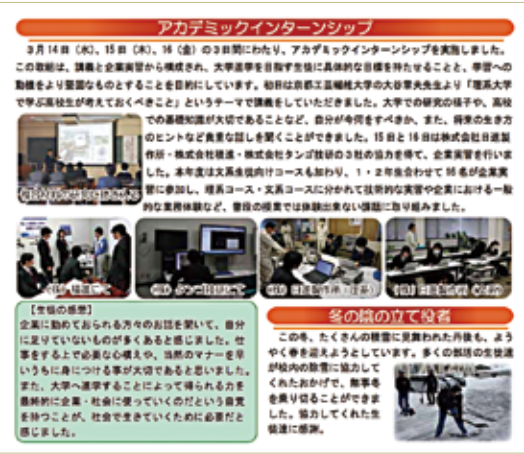 アカデミックインターンシップ
３月14日（水）、15日（木）、16（金）の３日間にわたり、アカデミックインターンシップを実施しました。
この取組は、講義と企業実習から構成され、大学進学を目指す生徒に具体的な目標を持たせることと、学習への
動機をより堅固なものとすることを目的にしています。初日は京都工芸繊維大学の大谷章夫先生より「理系大学
で学ぶ高校生が考えておくべきこと」というテーマで講義をしていただきました。大学での研究の様子や、高校
での基礎知識が大切であることなど、自分が今何をすべきか、また、将来の生き方
のヒントなど貴重な話しを聞くことができました。15日と16日は株式会社日進製
作所・株式会社積進・株式会社タンゴ技研の３社の協力を得て、企業実習を行いま
した。本年度は文系生徒向けコースも加わり、１・２年生合わせて
名が企業実
習に参加し、理系コース・文系コースに分かれて技術的な実習や企業における一般
的な業務体験など、普段の授業では体験出来ない課題に取り組みました。
（株）積進にて
（株）タンゴ技研にて
（株）日進製作所
（株）日進製作所
【生徒の感想】
企業に勤めておられる方々のお話を聞いて、自分
に足りていないものが多くあると感じました。仕
事をする上で必要な心構えや、当然のマナーを早
いうちに身につける事が大切であると思いました。
また、大学へ進学することによって得られる力を
最終的に企業・社会に使っていくのだという自覚
を持つことが、社会で生きていくために必要だと
感じました。
冬の陰の立て役者
この冬、たくさんの積雪に見舞われた丹後も、よう
やく春を迎えようとしています。多くの部活の生徒達
が校内の除雪に協力して
くれたおかげで、無事冬
を乗り切ることができま
した。協力してくれた生
徒達に感謝。